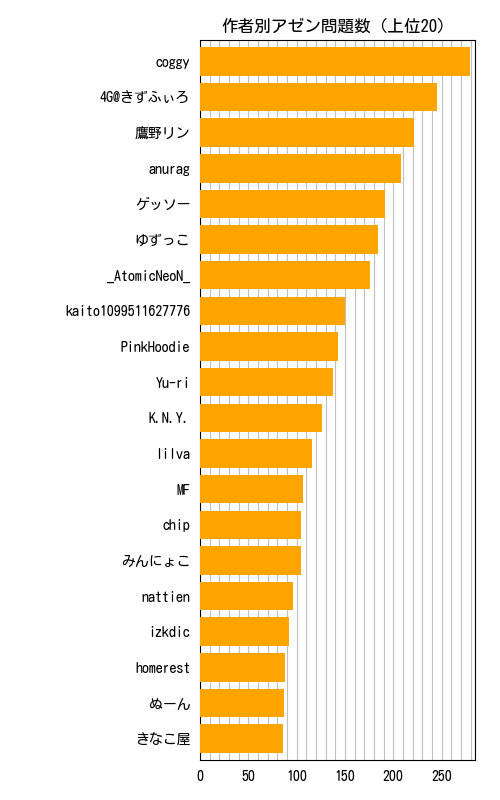 作者別アゼン問題数 (上位20)
coggy
4G@きずふぃろ
鷹野リン
anurag
ゲッソー
ゆずっこ
_AtomicNeoN_
kaito1099511627776
PinkHoodie
Yu-ri
K.N.Y.
lilva
MF
chip
みんにょこ
nattien
izkdic
homerest
ぬーん
きなこ屋
0 50 100 150 200 250